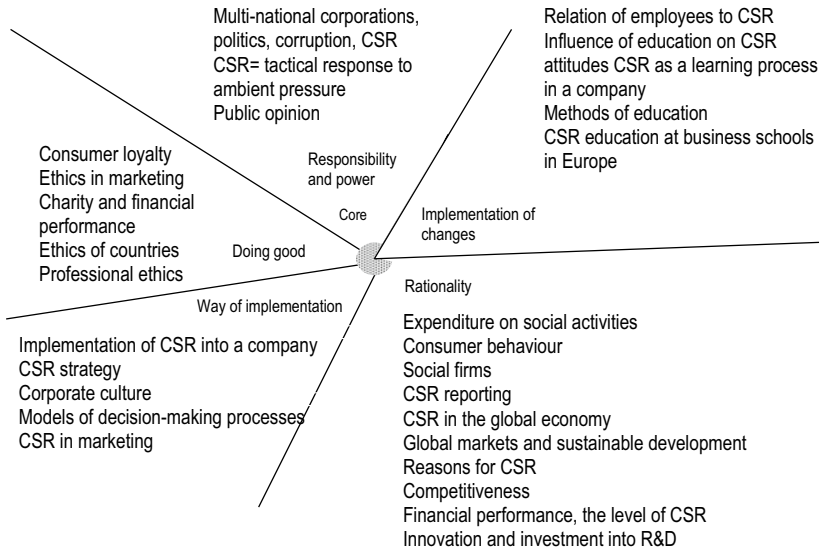 Multi-national corporations,
politics, corruption, CSR
CSR= tactical response to
ambient pressure
Public opinion
Responsibility
and power
Relation of employees to CSR
Influence of education on CSR
attitudes CSR as a learning process
in a company
Methods of education
CSR education at business schools
in Europe
Implementation of
changes
Consumer loyalty
Ethics in marketing
Charity and financial
performance
Ethics of countries
Professional ethics
Doing good
Core
Way of implementation
Implementation of CSR into a company
CSR strategy
Corporate culture
Models of decision-making processes
CSR in marketing
Rationality
Expenditure on social activities
Consumer behaviour
Social firms
CSR reporting
CSR in the global economy
Global markets and sustainable development
Reasons for CSR
Competitiveness
Financial performance, the level of CSR
Innovation and investment into R&D